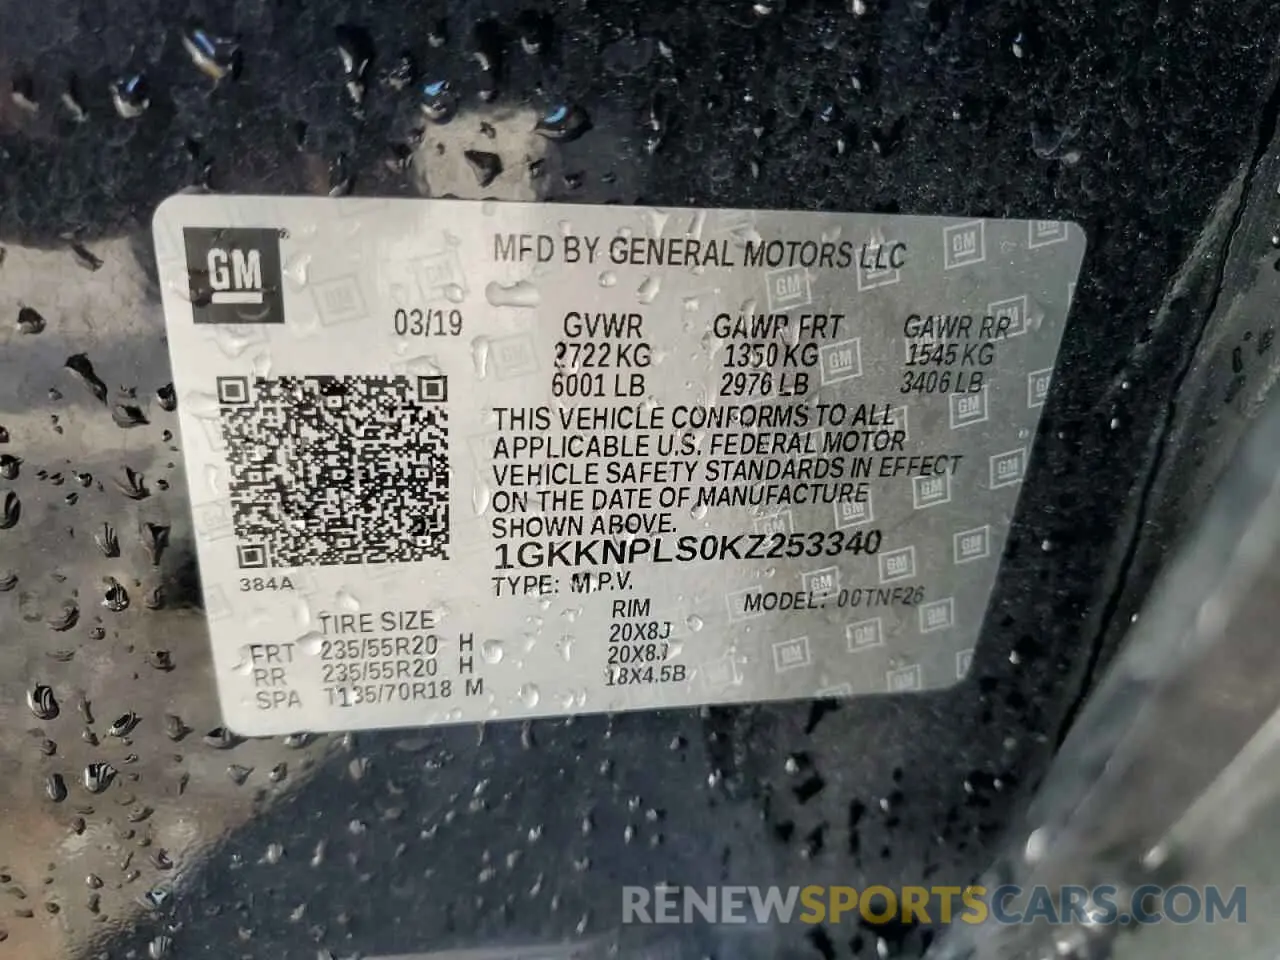 GM
MFD BY GENERAL MOTORS LLC
03/19
GVWR GAWR FRT GAWR RR
2722 KG 1350 KG 1545 KG
6001 LB 2976 LB 3406 LB
THIS VEHICLE CONFORMS TO ALL
APPLICABLE U.S. FEDERAL MOTOR
VEHICLE SAFETY STANDARDS IN EFFECT
ON THE DATE OF MANUFACTURE
SHOWN ABOVE.
1GKKNPLS0KZ253340
384A
TYPE: M.P.V. MODEL: 00TNF26
TIRE SIZE RIM
FRT 235/55R20 H 20X8J
RR 235/55R20 H 20X8J
SPA T135/70R18 M 18X4.5B
RENEWSPORTSCARS.COM